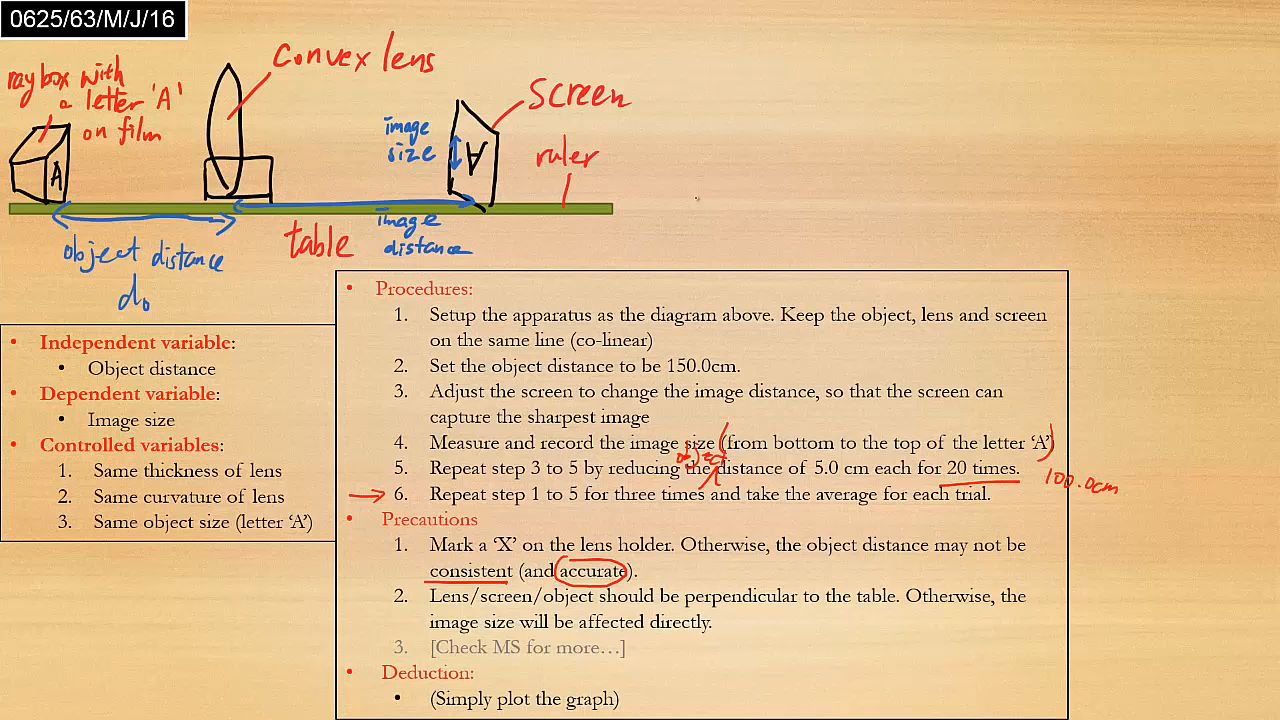 0625/63/M/J/16
ray box with
a letter 'A'
on film
Convex lens
Screen
image
size
ruler
A
A
object distance
do
table
image
distance
• Independent variable:
• Object distance
• Dependent variable:
• Image size
• Controlled variables:
1. Same thickness of lens
2. Same curvature of lens
3. Same object size (letter ‘A’)
• Procedures:
1. Setup the apparatus as the diagram above. Keep the object, lens and screen
on the same line (co-linear)
2. Set the object distance to be 150.0cm.
3. Adjust the screen to change the image distance, so that the screen can
capture the sharpest image
4. Measure and record the image size (from bottom to the top of the letter ‘A’)
object
5. Repeat step 3 to 5 by reducing the distance of 5.0 cm each for 20 times.
100.0cm
6. Repeat step 1 to 5 for three times and take the average for each trial.
• Precautions
1. Mark a ‘X’ on the lens holder. Otherwise, the object distance may not be
consistent (and accurate).
2. Lens/screen/object should be perpendicular to the table. Otherwise, the
image size will be affected directly.
3. [Check MS for more…]
• Deduction:
• (Simply plot the graph)